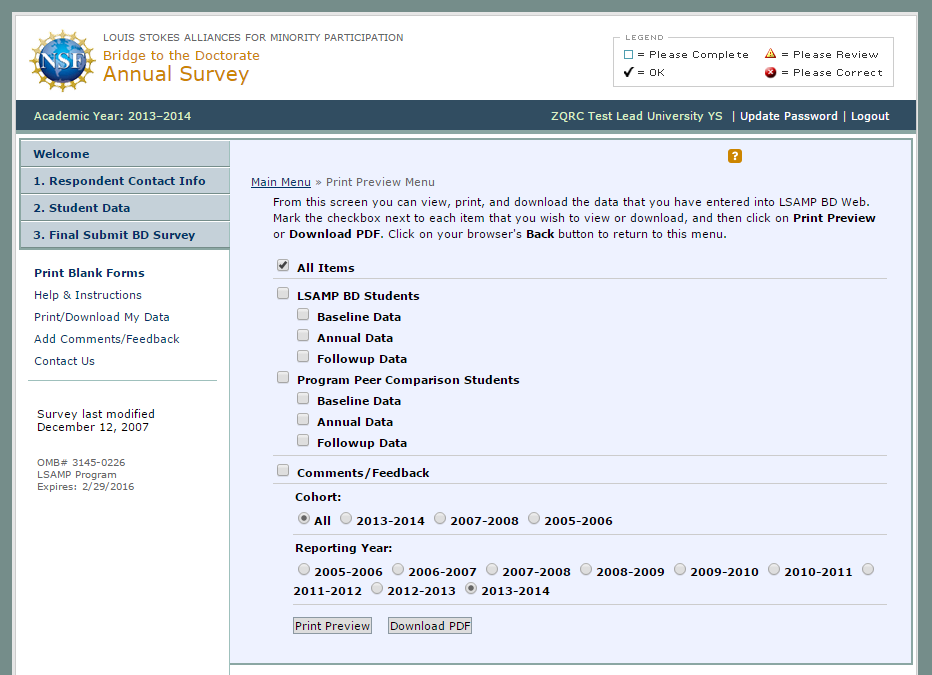 NSF
LOUIS STOKES ALLIANCES FOR MINORITY PARTICIPATION
Bridge to the Doctorate
Annual Survey
LEGEND
= Please Complete
= Please Review
= OK
= Please Correct
Academic Year: 2013–2014
ZQRC Test Lead University YS | Update Password | Logout
Welcome
1. Respondent Contact Info
2. Student Data
3. Final Submit BD Survey
Print Blank Forms
Help & Instructions
Print/Download My Data
Add Comments/Feedback
Contact Us
Survey last modified
December 12, 2007
OMB# 3145-0226
LSAMP Program
Expires: 2/29/2016
?
Main Menu » Print Preview Menu
From this screen you can view, print, and download the data that you have entered into LSAMP BD Web.
Mark the checkbox next to each item that you wish to view or download, and then click on Print Preview
or Download PDF. Click on your browser's Back button to return to this menu.
All Items
LSAMP BD Students
Baseline Data
Annual Data
Followup Data
Program Peer Comparison Students
Baseline Data
Annual Data
Followup Data
Comments/Feedback
Cohort:
All 2013-2014 2007-2008 2005-2006
Reporting Year:
2005-2006 2006-2007 2007-2008 2008-2009 2009-2010 2010-2011
2011-2012 2012-2013 2013-2014
Print Preview Download PDF